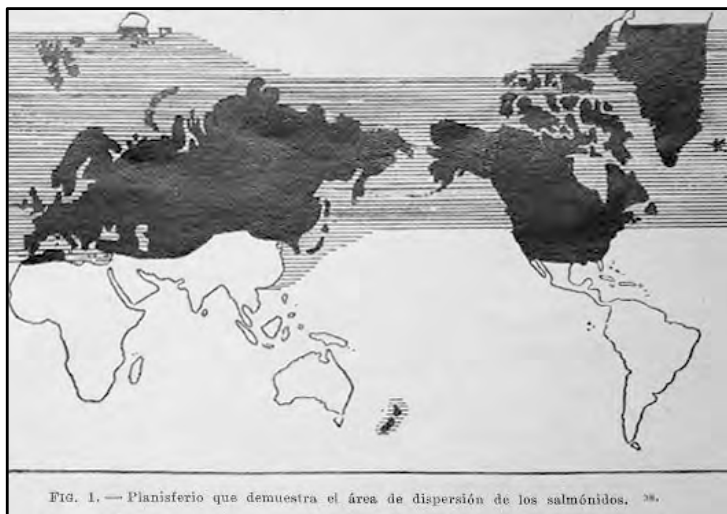 FIG. 1. — Planisferio que demuestra el área de dispersión de los salmónidos.